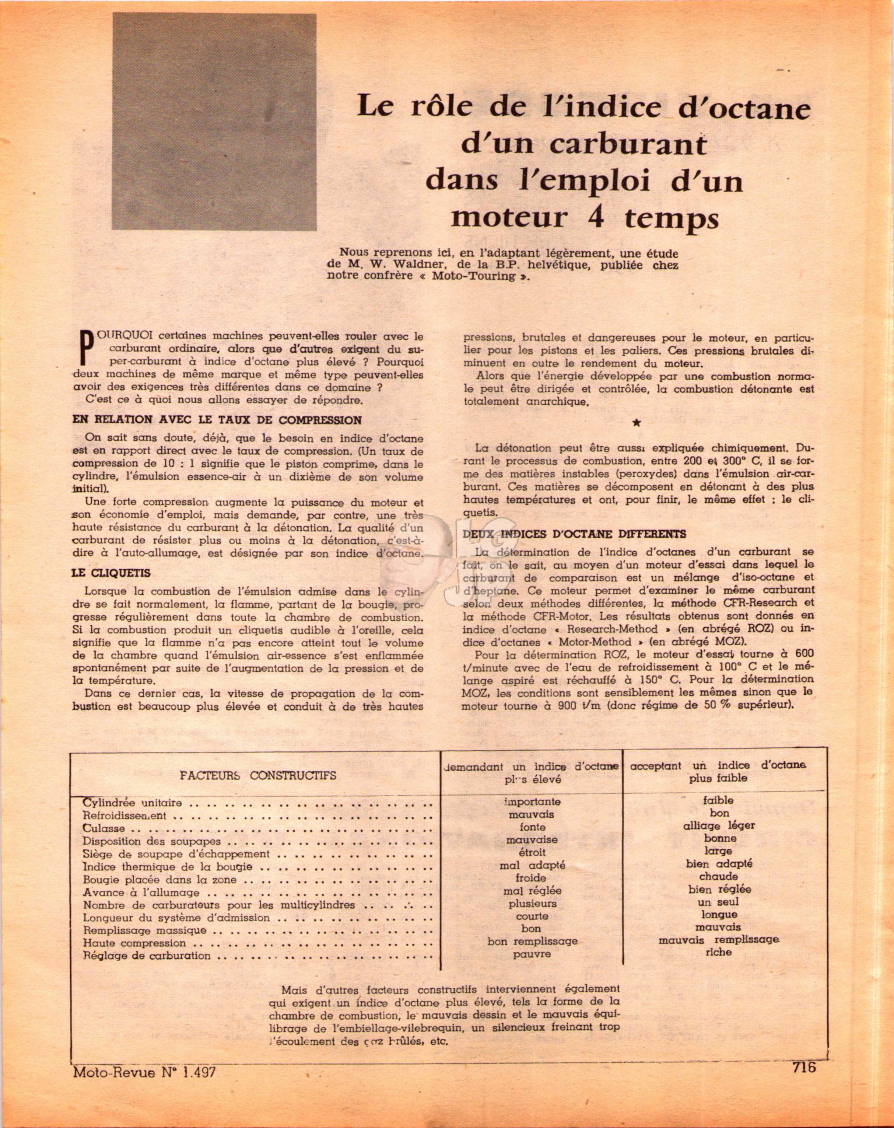 Le rôle de l'indice d'octane
d'un carburant
dans l'emploi d'un
moteur 4 temps
Nous reprenons ici, en l'adaptant légèrement, une étude
de M. W. Waldner, de la B.P. helvétique, publiée chez
notre confrère « Moto-Touring ».
POURQUOI certaines machines peuvent-elles rouler avec le
carburant ordinaire, alors que d'autres exigent du su-
per-carburant à indice d'octane plus élevé ? Pourquoi
deux machines de même marque et même type peuvent-elles
avoir des exigences très différentes dans ce domaine ?
C'est ce à quoi nous allons essayer de répondre.
EN RELATION AVEC LE TAUX DE COMPRESSION
On sait sans doute, déjà, que le besoin en indice d'octane
est en rapport direct avec le taux de compression. (Un taux de
compression de 10 : 1 signifie que le piston comprime, dans le
cylindre, l'émulsion essence-air à un dixième de son volume
initial).
Une forte compression augmente la puissance du moteur et
son économie d'emploi, mais demande, par contre, une très
haute résistance du carburant à la détonation. La qualité d'un
carburant de résister plus ou moins à la détonation, c'est-à-
dire à l'auto-allumage, est désignée par son indice d'octane.
LE CLIQUETIS
Lorsque la combustion de l'émulsion admise dans le cylin-
dre se fait normalement, la flamme, partant de la bougie, pro-
gresse régulièrement dans toute la chambre de combustion.
Si la combustion produit un cliquetis audible à l'oreille, cela
signifie que la flamme n'a pas encore atteint tout le volume
de la chambre quand l'émulsion air-essence s'est enflammée
spontanément par suite de l'augmentation de la pression et de
la température.
Dans ce dernier cas, la vitesse de propagation de la com-
bustion est beaucoup plus élevée et conduit à de très hautes
pressions, brutales et dangereuses pour le moteur, en particu-
lier pour les pistons et les paliers. Ces pressions brutales di-
minuent en outre le rendement du moteur.
Alors que l'énergie développée par une combustion norma-
le peut être dirigée et contrôlée, la combustion détonante est
totalement anarchique.
★
La détonation peut être aussi expliquée chimiquement. Du-
rant le processus de combustion, entre 200 et 300° C, il se for-
me des matières instables (peroxydes) dans l'émulsion air-car-
burant. Ces matières se décomposent en détonant à des plus
hautes températures et ont, pour finir, le même effet : le cli-
quetis.
DEUX INDICES D'OCTANE DIFFERENTS
La détermination de l'indice d'octanes d'un carburant se
fait, on le sait, au moyen d'un moteur d'essai dans lequel le
carburant de comparaison est un mélange d'iso-octane et
d'heptane. Ce moteur permet d'examiner le même carburant
selon deux méthodes différentes, la méthode CFR-Research et
la méthode CFR-Motor. Les résultats obtenus sont donnés en
indice d'octane « Research-Method » (en abrégé ROZ) ou in-
dice d'octanes « Motor-Method » (en abrégé MOZ).
Pour la détermination ROZ, le moteur d'essai tourne à 600
t/minute avec de l'eau de refroidissement à 100° C et le mé-
lange aspiré est réchauffé à 150° C. Pour la détermination
MOZ, les conditions sont sensiblement les mêmes sinon que le
moteur tourne à 900 t/m (donc régime de 50 % supérieur).
FACTEURS CONSTRUCTIFS demandant un indice d'octane acceptant un indice d'octane
plus élevé plus faible
Cylindrée unitaire importante faible
Refroidissement mauvais bon
Culasse fonte alliage léger
Disposition des soupapes mauvaise bonne
Siège de soupape d'échappement étroit large
Indice thermique de la bougie mal adapté bien adapté
Bougie placée dans la zone froide chaude
Avance à l'allumage mal réglée bien réglée
Nombre de carburateurs pour les multicylindres plusieurs un seul
Longueur du système d'admission courte longue
Remplissage massique bon mauvais
Haute compression bon remplissage mauvais remplissage
Réglage de carburation pauvre riche
Mais d'autres facteurs constructifs interviennent également
qui exigent un indice d'octane plus élevé, tels la forme de la
chambre de combustion, le mauvais dessin et le mauvais équi-
librage de l'embiellage-vilebrequin, un silencieux freinant trop
l'écoulement des gaz brûlés, etc.
Moto-Revue N° 1.497
716